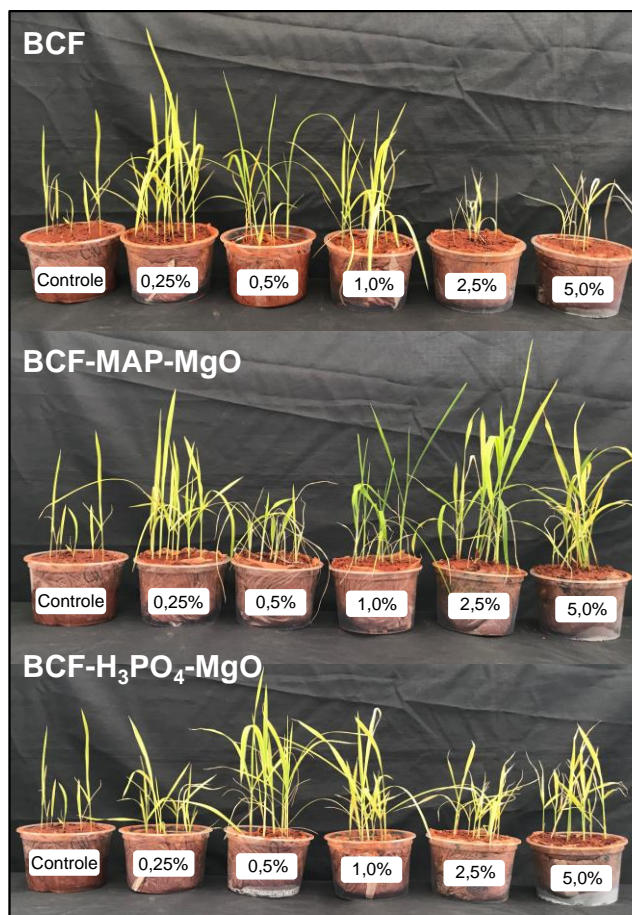 BCF
Controle
0,25%
0,5%
1,0%
2,5%
5,0%
BCF-MAP-MgO
Controle
0,25%
0,5%
1,0%
2,5%
5,0%
BCF-H₃PO₄-MgO
Controle
0,25%
0,5%
1,0%
2,5%
5,0%